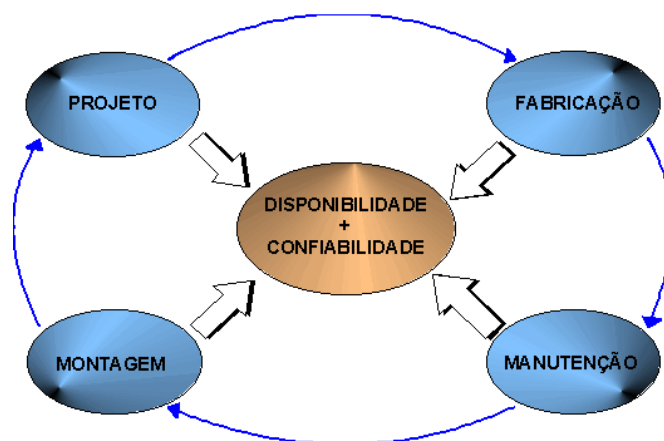 PROJETO
FABRICAÇÃO
DISPONIBILIDADE
+
CONFIABILIDADE
MONTAGEM
MANUTENÇÃO